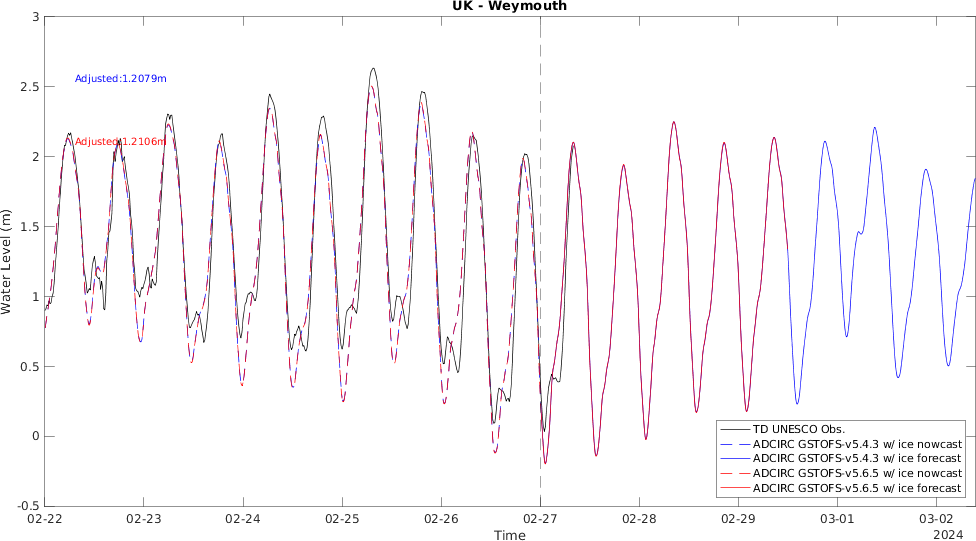 UK - Weymouth
3
2.5
2
1.5
1
0.5
0
-0.5
Water Level (m)
Adjusted:1.2079m
Adjusted:1.2106m
TD UNESCO Obs.
ADCIRC GSTOFS-v5.4.3 w/ ice nowcast
ADCIRC GSTOFS-v5.4.3 w/ ice forecast
ADCIRC GSTOFS-v5.6.5 w/ ice nowcast
ADCIRC GSTOFS-v5.6.5 w/ ice forecast
02-22 02-23 02-24 02-25 02-26 02-27 02-28 02-29 03-01 03-02
Time
2024